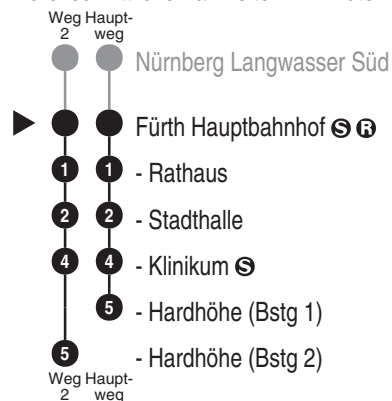 Weg Haupt-
2 weg
Nürnberg Langwasser Süd
Fürth Hauptbahnhof S R
1 1 - Rathaus
2 2 - Stadthalle
4 4 - Klinikum S
5 - Hardhöhe (Bstg 1)
5 - Hardhöhe (Bstg 2)
Weg Haupt-
2 weg